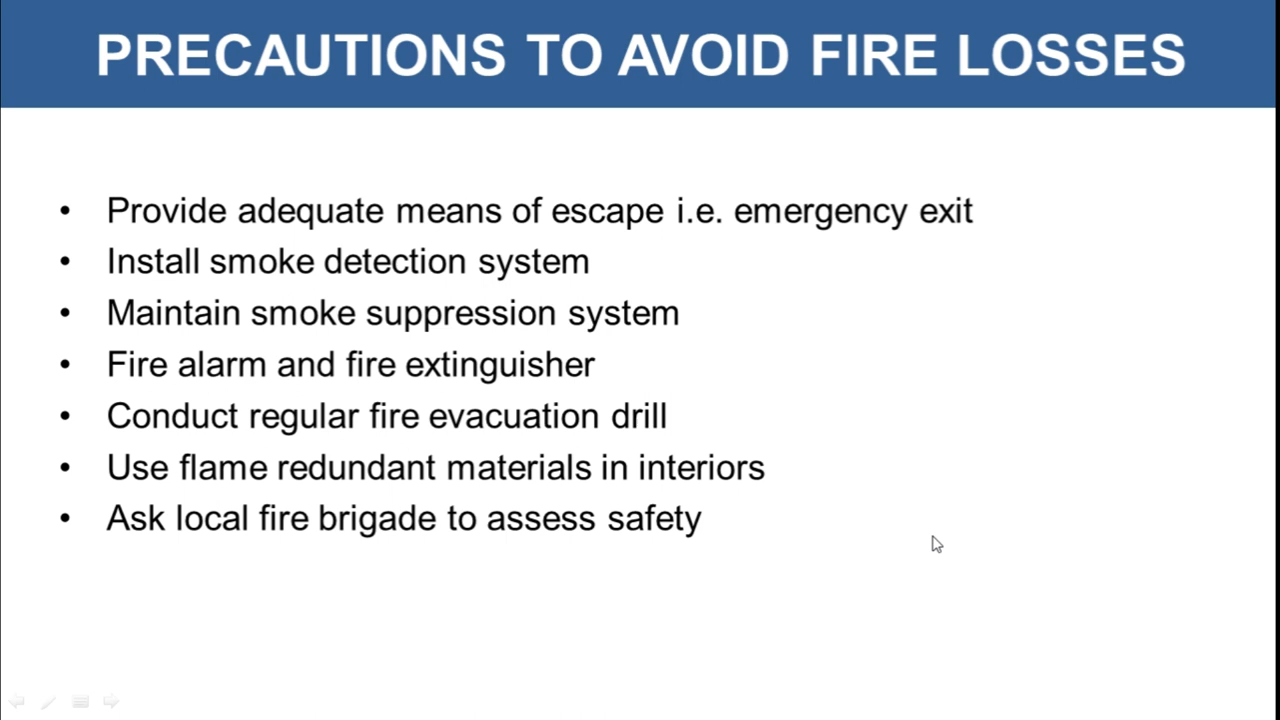 PRECAUTIONS TO AVOID FIRE LOSSES
• Provide adequate means of escape i.e. emergency exit
• Install smoke detection system
• Maintain smoke suppression system
• Fire alarm and fire extinguisher
• Conduct regular fire evacuation drill
• Use flame redundant materials in interiors
• Ask local fire brigade to assess safety